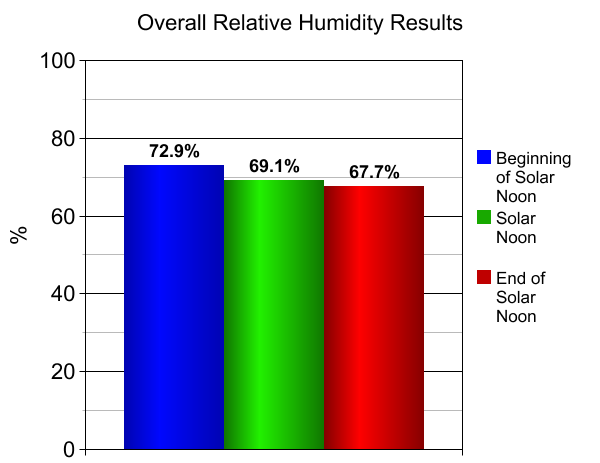 Overall Relative Humidity Results
100
80
60
40
20
0
%
72.9%
69.1%
67.7%
Beginning
of Solar
Noon
Solar
Noon
End of
Solar
Noon